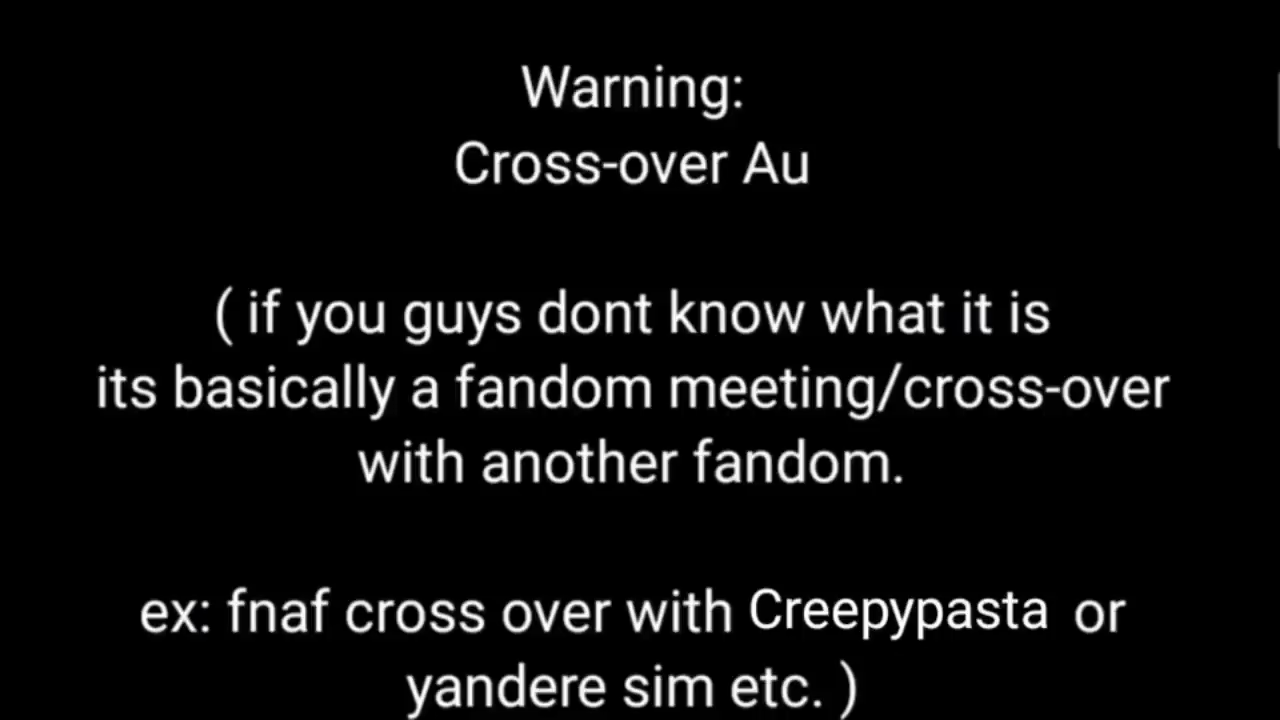 Warning:
Cross-over Au
( if you guys dont know what it is
its basically a fandom meeting/cross-over
with another fandom.
ex: fnaf cross over with Creepypasta or
yandere sim etc. )